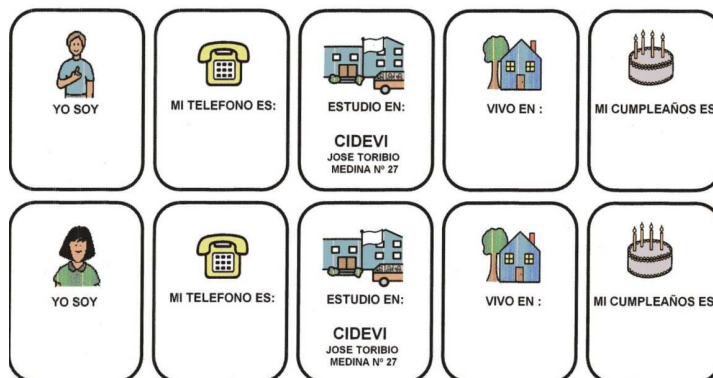 YO SOY
MI TELEFONO ES:
ESTUDIO EN:
CIDEVI
JOSE TORIBIO
MEDINA Nº 27
VIVO EN :
MI CUMPLEAÑOS ES
YO SOY
MI TELEFONO ES:
ESTUDIO EN:
CIDEVI
JOSE TORIBIO
MEDINA Nº 27
VIVO EN :
MI CUMPLEAÑOS ES